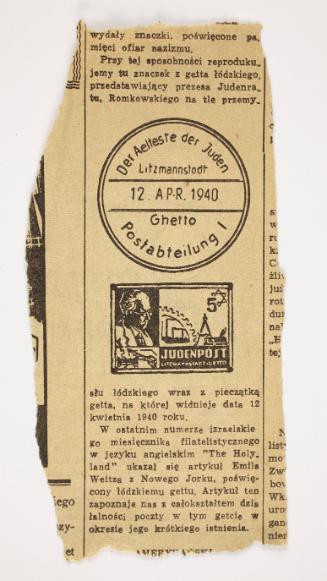 wydały znaczki, poświęcone pa
mięci ofiar nazizmu.
Przy tej sposobności reproduku
jemy tu znaczek z getta łódzkiego,
przedstawiający prezesa Judenra
tu, Romkowskiego na tle przemy
Der Aelteste der Juden
Litzmannstadt
12. APR. 1940
Ghetto
Postabteilung I
5
JUDENPOST
LITZMANNSTADT-GETTO
słu łódzkiego wraz z pieczątką
getta, na której widnieje data 12
kwietnia 1940 roku.
W ostatnim numerze izraelskie
go miesięcznika filatelistycznego
w języku angielskim "The Holy
land" ukazał się artykuł Emila
Weitza z Nowego Jorku, poświę
cony łódzkiemu gettu. Artykuł ten
zapoznaje nas z całokształtem dzia
łalności poczty w tym getcie w
okresie jego krótkiego istnienia.